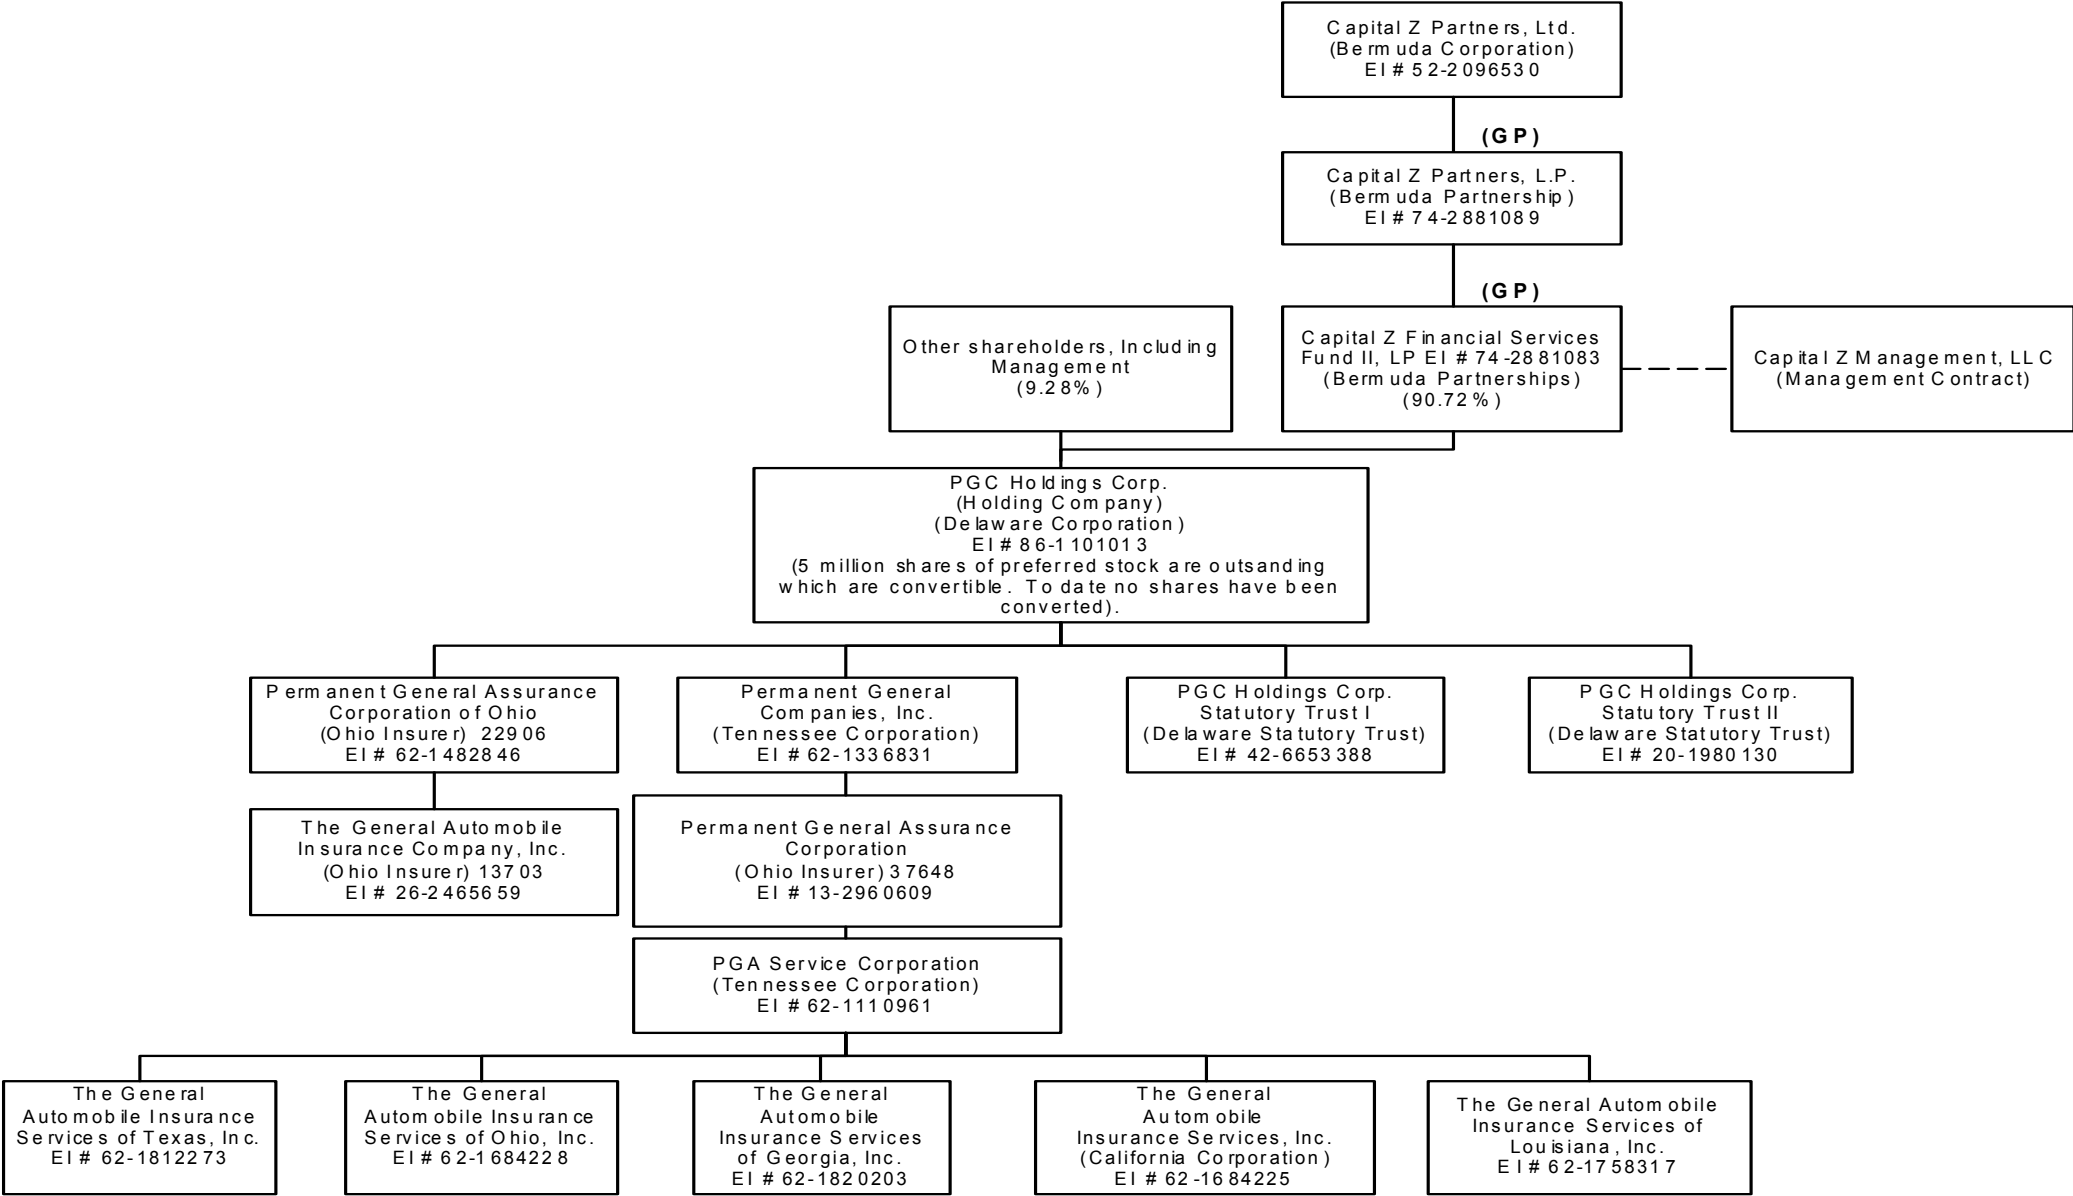 Capital Z Partners, Ltd.
(Bermuda Corporation)
EI # 52-2096530
(GP)
Capital Z Partners, L.P.
(Bermuda Partnership)
EI # 74-2881089
(GP)
Other shareholders, Including
Management
(9.28%)
Capital Z Financial Services
Fund II, LP EI # 74-2881083
(Bermuda Partnerships)
(90.72%)
Capital Z Management, LLC
(Management Contract)
PGC Holdings Corp.
(Holding Company)
(Delaware Corporation)
EI # 86-1101013
(5 million shares of preferred stock are outsanding
which are convertible. To date no shares have been
converted).
Permanent General Assurance
Corporation of Ohio
(Ohio Insurer) 22906
EI # 62-1482846
Permanent General
Companies, Inc.
(Tennessee Corporation)
EI # 62-1336831
PGC Holdings Corp.
Statutory Trust I
(Delaware Statutory Trust)
EI # 42-6653388
PGC Holdings Corp.
Statutory Trust II
(Delaware Statutory Trust)
EI # 20-1980130
The General Automobile
Insurance Company, Inc.
(Ohio Insurer) 13703
EI # 26-2465659
Permanent General Assurance
Corporation
(Ohio Insurer) 37648
EI # 13-2960609
PGA Service Corporation
(Tennessee Corporation)
EI # 62-1110961
The General
Automobile Insurance
Services of Texas, Inc.
EI # 62-1812273
The General
Automobile Insurance
Services of Ohio, Inc.
EI # 62-1684228
The General
Automobile
Insurance Services
of Georgia, Inc.
EI # 62-1820203
The General
Automobile
Insurance Services, Inc.
(California Corporation)
EI # 62-1684225
The General Automobile
Insurance Services of
Louisiana, Inc.
EI# 62-1758317